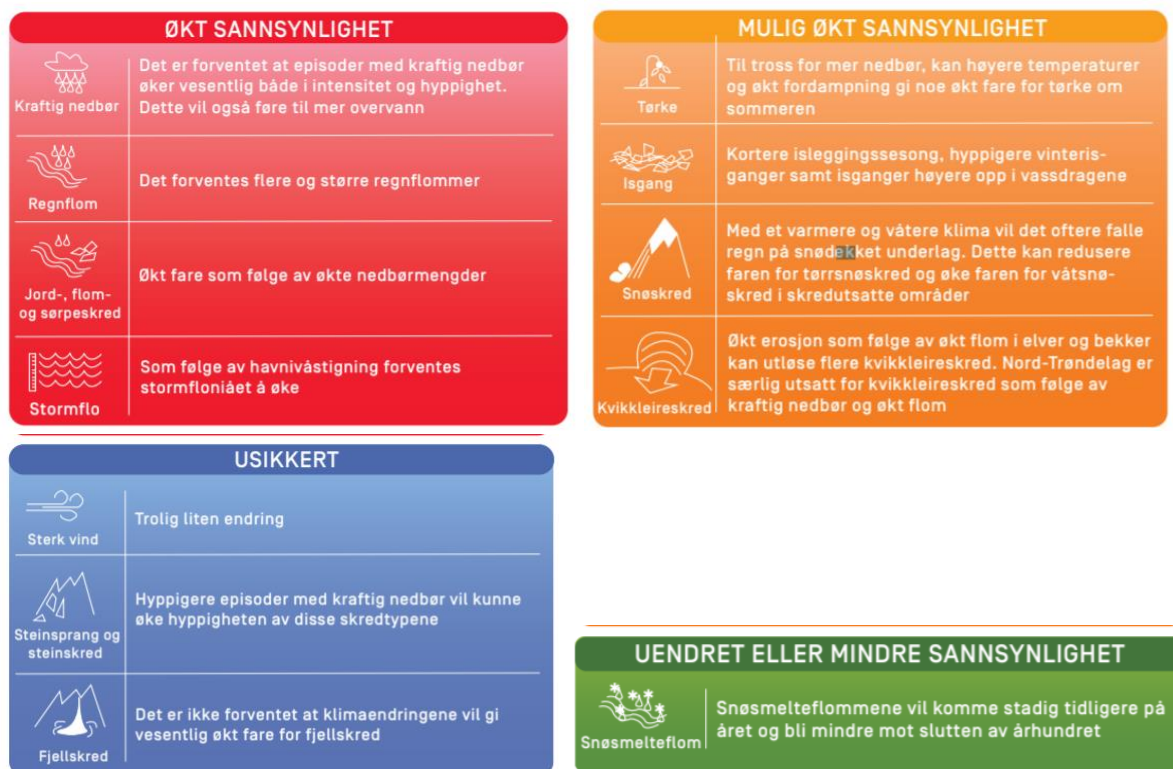 ØKT SANNSYNLIGHET
Kraftig nedbør
Det er forventet at episoder med kraftig nedbør
øker vesentlig både i intensitet og hyppighet.
Dette vil også føre til mer overvann
Regnflom
Det forventes flere og større regnflommer
Jord-, flom-
og sørpeskred
Økt fare som følge av økte nedbørmengder
Stormflo
Som følge av havnivåstigning forventes
stormfloniået å øke
MULIG ØKT SANNSYNLIGHET
Tørke
Til tross for mer nedbør, kan høyere temperaturer
og økt fordampning gi noe økt fare for tørke om
sommeren
Isgang
Kortere isleggingssesong, hyppigere vinteris-
ganger samt isganger høyere opp i vassdragene
Snøskred
Med et varmere og våtere klima vil det oftere falle
regn på snødekket underlag. Dette kan redusere
faren for tørrsnøskred og øke faren for våtsnø-
skred i skredutsatte områder
Kvikkleireskred
Økt erosjon som følge av økt flom i elver og bekker
kan utløse flere kvikkleireskred. Nord-Trøndelag er
særlig utsatt for kvikkleireskred som følge av
kraftig nedbør og økt flom
USIKKERT
Sterk vind
Trolig liten endring
Steinsprang og
steinskred
Hyppigere episoder med kraftig nedbør vil kunne
øke hyppigheten av disse skredtypene
Fjellskred
Det er ikke forventet at klimaendringene vil gi
vesentlig økt fare for fjellskred
UENDRET ELLER MINDRE SANNSYNLIGHET
Snøsmelteflom
Snøsmelteflommene vil komme stadig tidligere på
året og bli mindre mot slutten av århundret